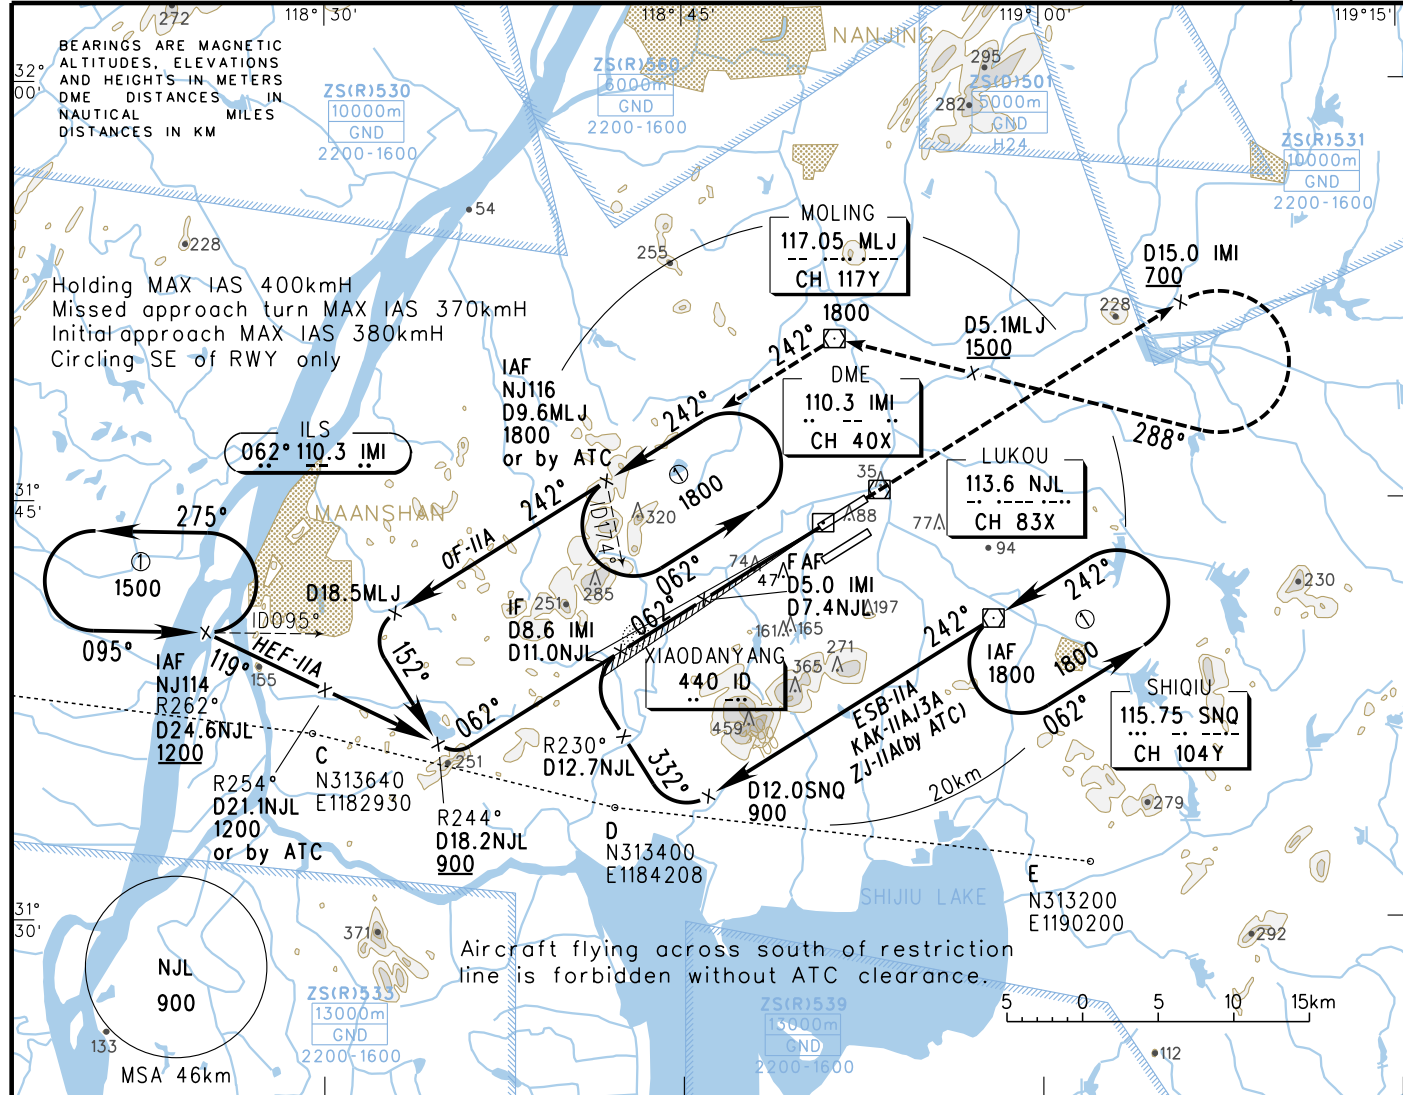 118° 30'
118° 45'
119° 00'
119° 15'
272
BEARINGS ARE MAGNETIC
ALTITUDES, ELEVATIONS
AND HEIGHTS IN METERS
DME DISTANCES IN
NAUTICAL MILES
DISTANCES IN KM
32°
00'
ZS(R)530
10000m
GND
2200-1600
ZS(R)560
6000m
GND
2200-1600
NANJING
295
ZS(D)501
5000m
GND
H24
282
ZS(R)531
10000m
GND
2200-1600
54
228
255
MOLING
117.05 MLJ
CH 117Y
1800
D15.0 IMI
700
228
Holding MAX IAS 400kmH
Missed approach turn MAX IAS 370kmH
Initial approach MAX IAS 380kmH
Circling SE of RWY only
D5.1MLJ
1500
242°
IAF
NJ116
D9.6MLJ
1800
or by ATC
DME
110.3 IMI
CH 40X
242°
288°
ILS
062° 110.3 IMI
LUKOU
113.6 NJL
CH 83X
35
1
1800
31°
45'
MAANSHAN
275°
242°
ID174°
320
88
77
94
OF-11A
1
1500
74
47
FAF
D5.0 IMI
D7.4NJL
062°
285
251
230
D18.5MLJ
IF
D8.6 IMI
D11.0NJL
062°
197
242°
242°
1
1800
ID095°
095°
HEF-11A
119°
155
IAF
NJ114
R262°
D24.6NJL
1200
152°
161
165
271
365
XIAODANYANG
440 ID
459
IAF
1800
062°
ESB-11A
KAK-11A,13A
ZJ-11A(by ATC)
SHIQIU
115.75 SNQ
CH 104Y
062°
R230°
D12.7NJL
332°
C
N313640
E1182930
251
R254°
D21.1NJL
1200
or by ATC
D12.0SNQ
900
20km
279
R244°
D18.2NJL
900
D
N313400
E1184208
E
N313200
E1190200
SHIJIU LAKE
31°
30'
371
292
Aircraft flying across south of restriction
line is forbidden without ATC clearance.
NJL
900
ZS(R)533
13000m
GND
2200-1600
ZS(R)539
13000m
GND
2200-1600
5 0 5 10 15km
133
112
MSA 46km